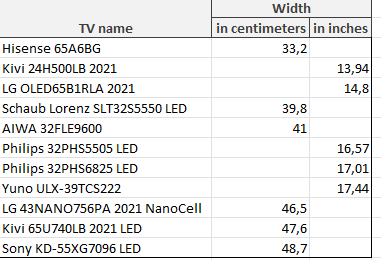 Width
TV name in centimeters in inches
Hisense 65A6BG 33,2
Kivi 24H500LB 2021 13,94
LG OLED65B1RLA 2021 14,8
Schaub Lorenz SLT32S5550 LED 39,8
AIWA 32FLE9600 41
Philips 32PHS5505 LED 16,57
Philips 32PHS6825 LED 17,01
Yuno ULX-39TCS222 17,44
LG 43NANO756PA 2021 NanoCell 46,5
Kivi 65U740LB 2021 LED 47,6
Sony KD-55XG7096 LED 48,7